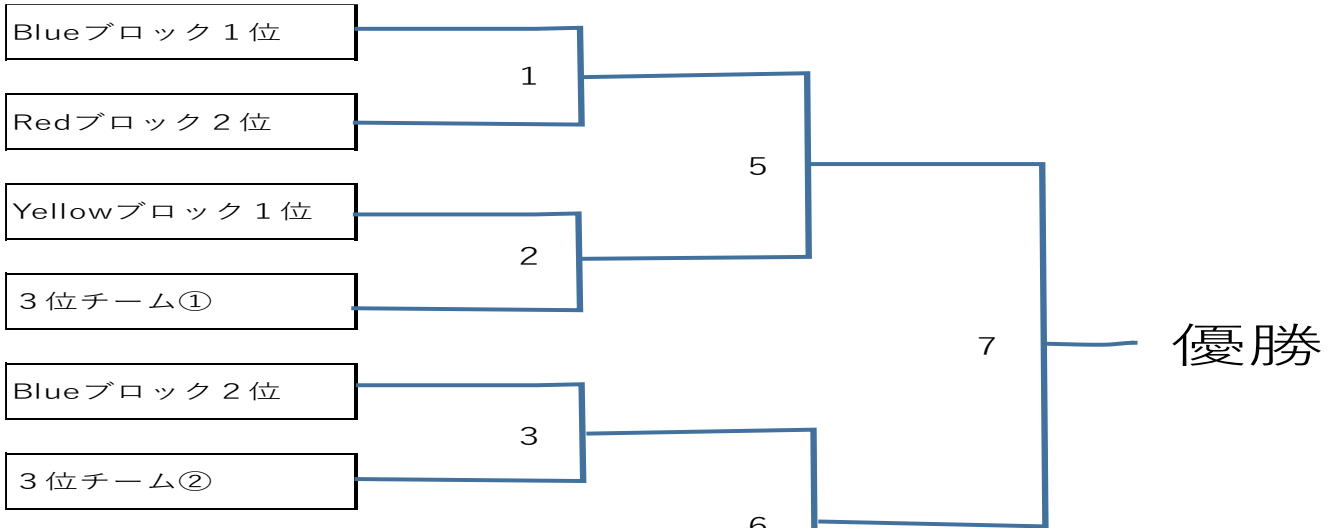 Blueブロック１位
1
Redブロック２位
5
Yellowブロック１位
2
３位チーム①
7
優勝
Blueブロック２位
3
３位チーム②
6